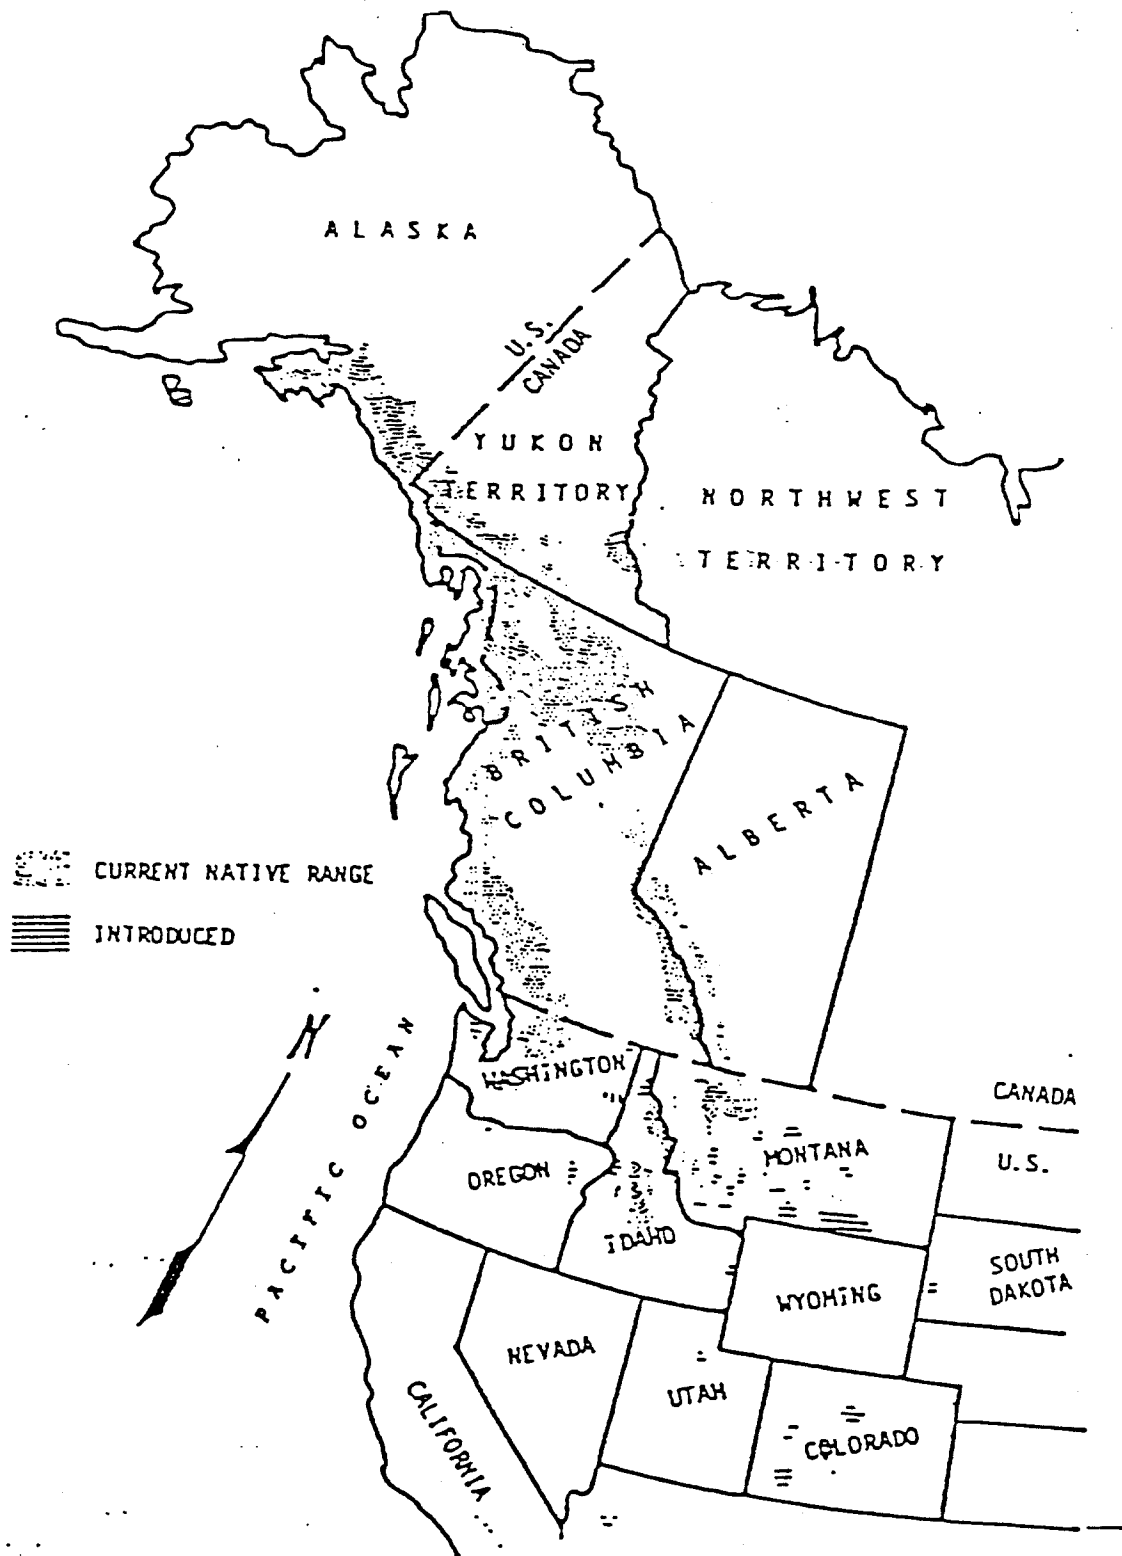 ALASKA
U.S.
CANADA
YUKON
TERRITORY
NORTHWEST
TERRITORY
BRITISH
COLUMBIA
ALBERTA
CURRENT NATIVE RANGE
INTRODUCED
N
PACIFIC OCEAN
WASHINGTON
CANADA
U.S.
MONTANA
OREGON
IDAHO
SOUTH
DAKOTA
WYOMING
NEVADA
UTAH
CALIFORNIA
COLORADO